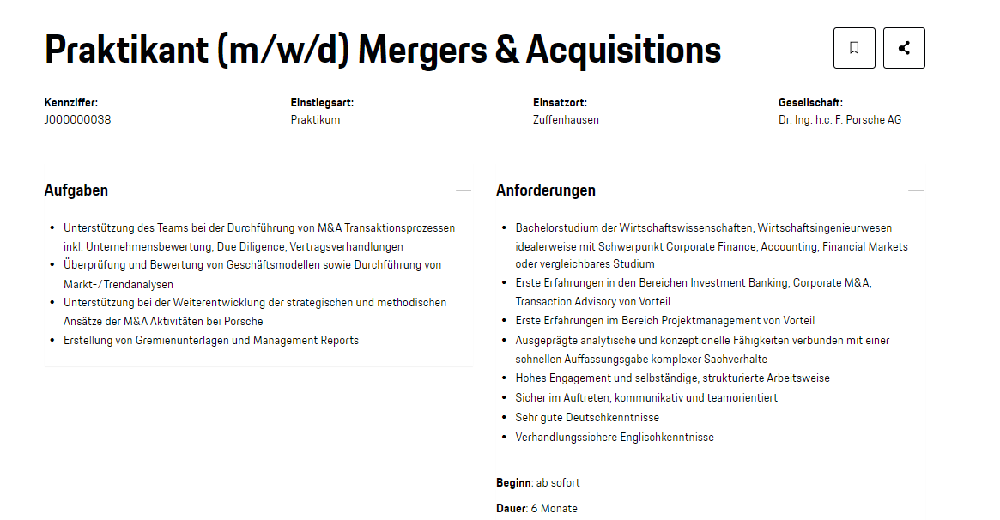 Praktikant (m/w/d) Mergers & Acquisitions
Kennziffer:
J000000038
Einstiegsart:
Praktikum
Einsatzort:
Zuffenhausen
Gesellschaft:
Dr. Ing. h.c. F. Porsche AG
Aufgaben
• Unterstützung des Teams bei der Durchführung von M&A Transaktionsprozessen
inkl. Unternehmensbewertung, Due Diligence, Vertragsverhandlungen
• Überprüfung und Bewertung von Geschäftsmodellen sowie Durchführung von
Markt-/Trendanalysen
• Unterstützung bei der Weiterentwicklung der strategischen und methodischen
Ansätze der M&A Aktivitäten bei Porsche
• Erstellung von Gremienunterlagen und Management Reports
Anforderungen
• Bachelorstudium der Wirtschaftswissenschaften, Wirtschaftsingenieurwesen
idealerweise mit Schwerpunkt Corporate Finance, Accounting, Financial Markets
oder vergleichbares Studium
• Erste Erfahrungen in den Bereichen Investment Banking, Corporate M&A,
Transaction Advisory von Vorteil
• Erste Erfahrungen im Bereich Projektmanagement von Vorteil
• Ausgeprägte analytische und konzeptionelle Fähigkeiten verbunden mit einer
schnellen Auffassungsgabe komplexer Sachverhalte
• Hohes Engagement und selbständige, strukturierte Arbeitsweise
• Sicher im Auftreten, kommunikativ und teamorientiert
• Sehr gute Deutschkenntnisse
• Verhandlungssichere Englischkenntnisse
Beginn: ab sofort
Dauer: 6 Monate